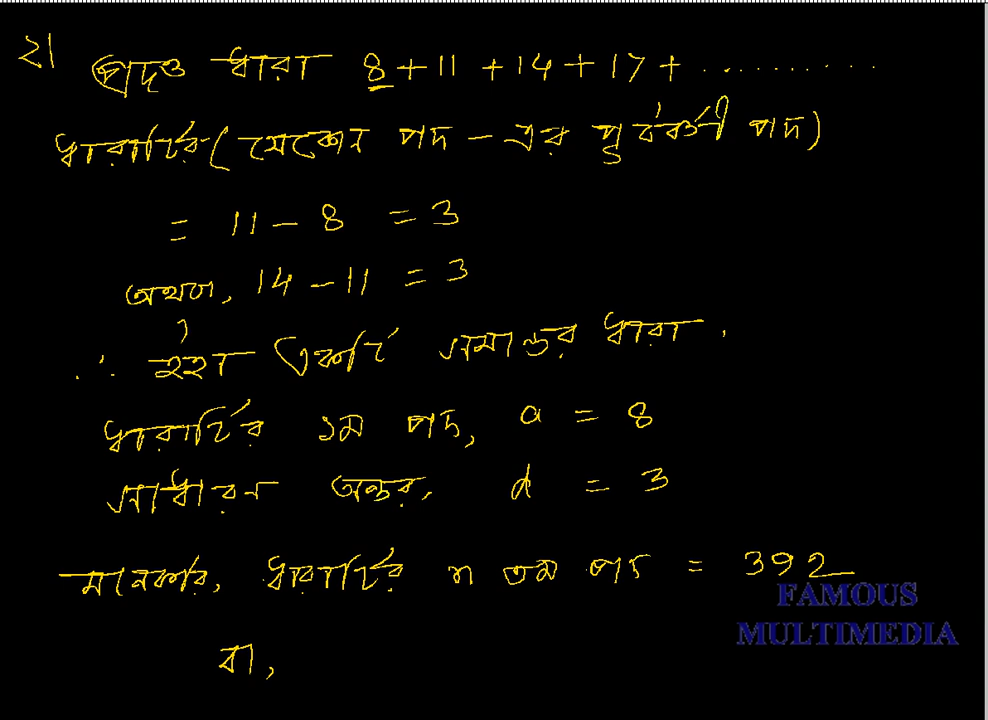 ২। প্রদত্ত ধারা 8 + 11 + 14 + 17 + ..........
ধারাটির (যেকোন পদ - এর পূর্ববর্তী পদ)
= 11 - 8 = 3
অথবা, 14 - 11 = 3
∴ ইহা একটি সমান্তর ধারা .
ধারাটির ১ম পদ, a = 8
সাধারন অন্তর, d = 3
মনেকরি, ধারাটির n তম পদ = 392
FAMOUS
MULTIMEDIA
বা,